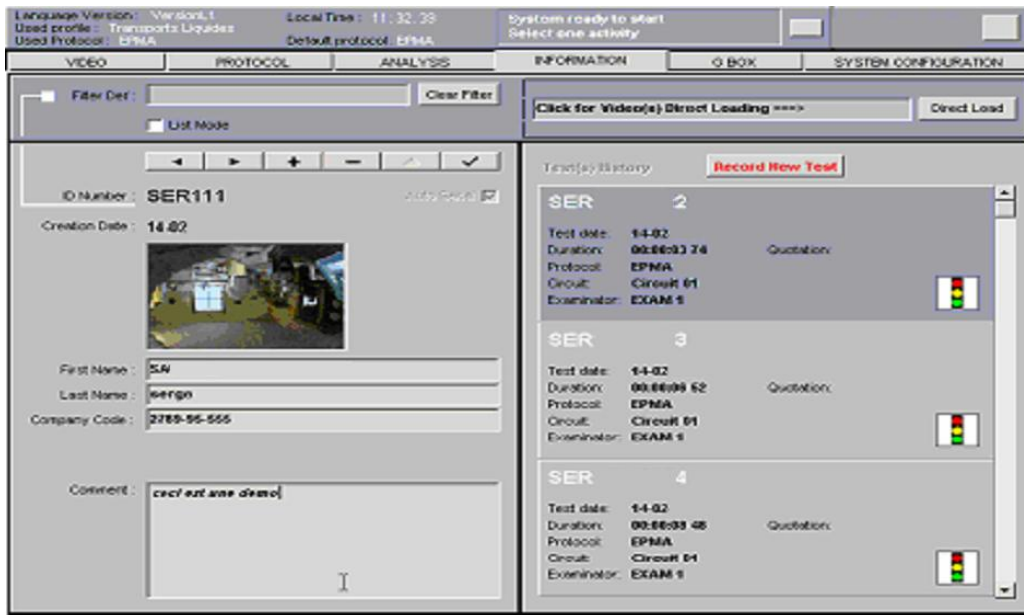 Language Version: Version1.1
Local Time : 11:32:39
Used profile : Transports Liquides
Used Protocol: EPMA
Default protocol: EPMA
System ready to start
Select one activity
VIDEO
PROTOCOL
ANALYSIS
INFORMATION
G BOX
SYSTEM CONFIGURATION
Filter Def :
Clear Filter
List Mode
Click for Video(s) Direct Loading ===>
Direct Load
ID Number : SER111
Creation Date : 14-02
First Name :
Last Name : serge
Company Code : 2789-95-555
Comment : ceci est une demo
Test(s) History
Record New Test
SER 2
Test date: 14-02
Duration: 00:00:03 74
Quotation:
Protocol: EPMA
Circuit: Circuit 01
Examinator: EXAM 1
SER 3
Test date: 14-02
Duration: 00:00:06 52
Quotation:
Protocol: EPMA
Circuit: Circuit 01
Examinator: EXAM 1
SER 4
Test date: 14-02
Duration: 00:00:08 48
Quotation:
Protocol: EPMA
Circuit: Circuit 01
Examinator: EXAM 1